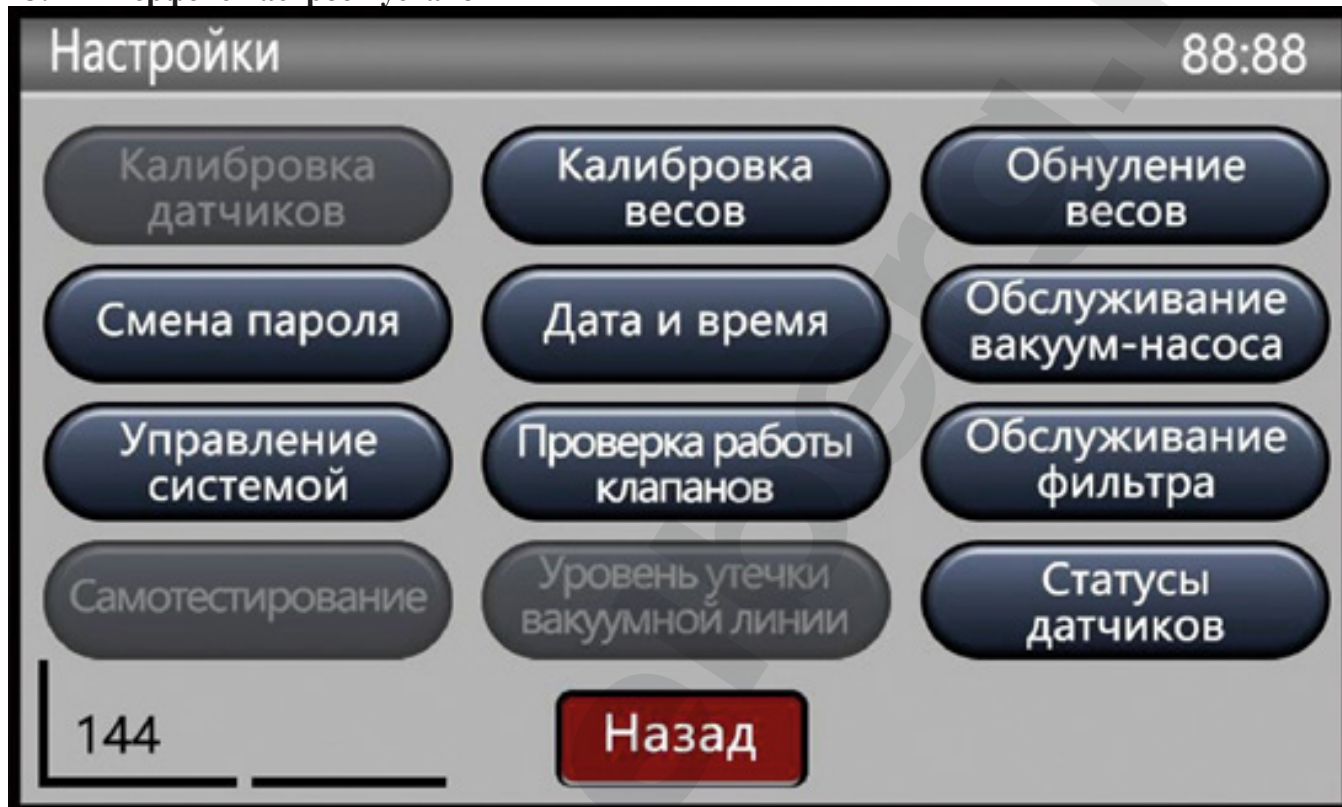 Настройки 88:88
Калибровка
датчиков
Калибровка
весов
Обнуление
весов
Смена пароля
Дата и время
Обслуживание
вакуум-насоса
Управление
системой
Проверка работы
клапанов
Обслуживание
фильтра
Самотестирование
Уровень утечки
вакуумной линии
Статусы
датчиков
144
Назад